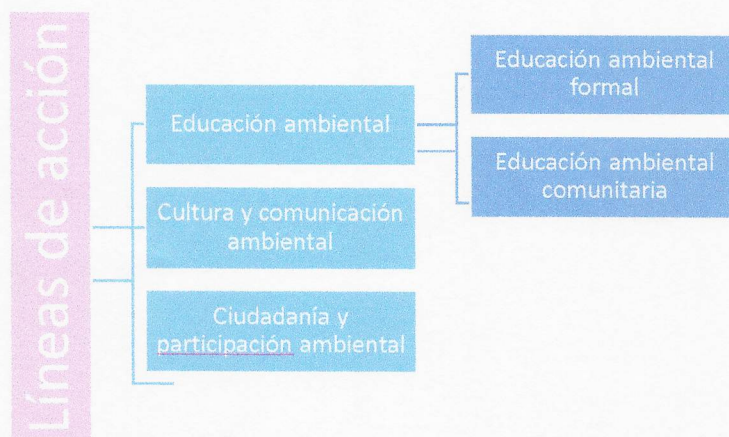 Líneas de acción
Educación ambiental
Cultura y comunicación
ambiental
Ciudadanía y
participación ambiental
Educación ambiental
formal
Educación ambiental
comunitaria